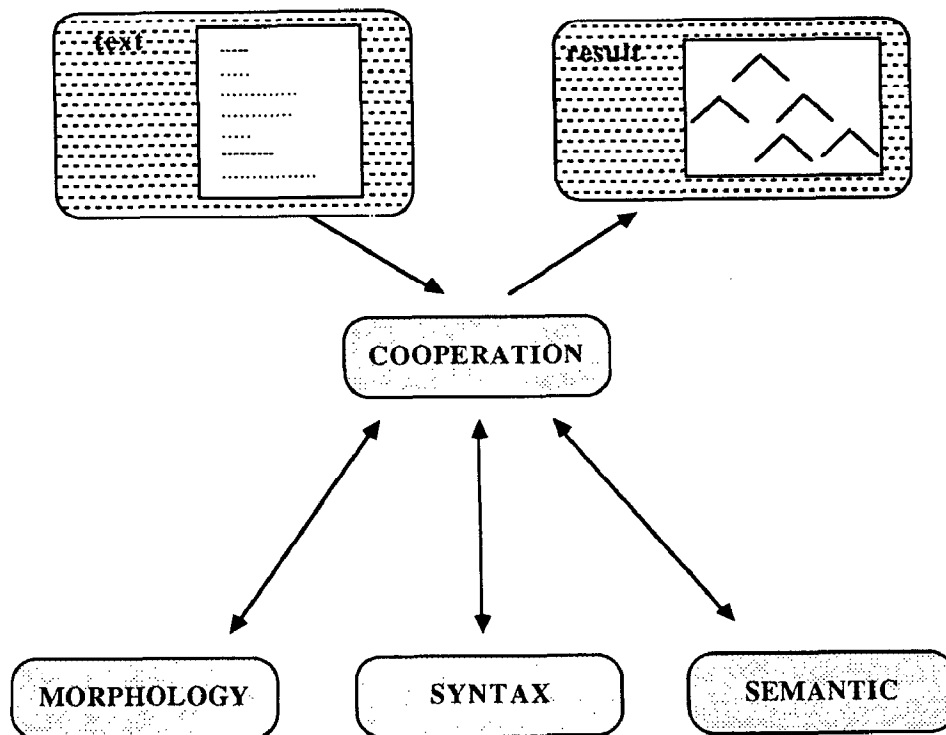 text
result
COOPERATION
MORPHOLOGY
SYNTAX
SEMANTIC